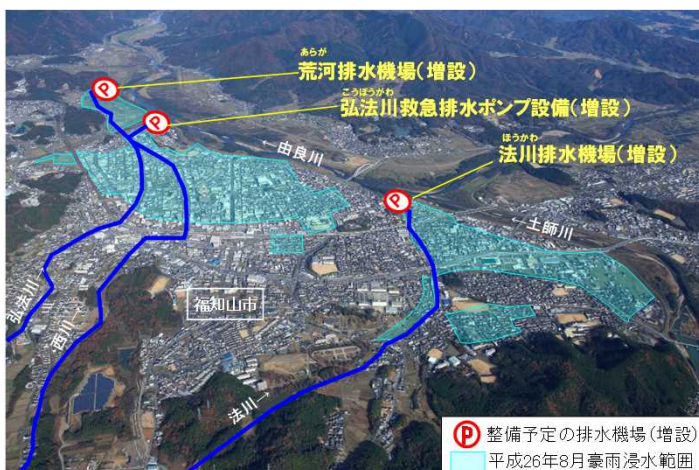 あらが
荒河排水機場(増設)
こうぼうがわ
弘法川救急排水ポンプ設備(増設)
ほうがわ
法川排水機場(増設)
←由良川
←土師川
弘法川→
西川→
福知山市
法川→
P
P
P
P 整備予定の排水機場(増設)
平成26年8月豪雨浸水範囲